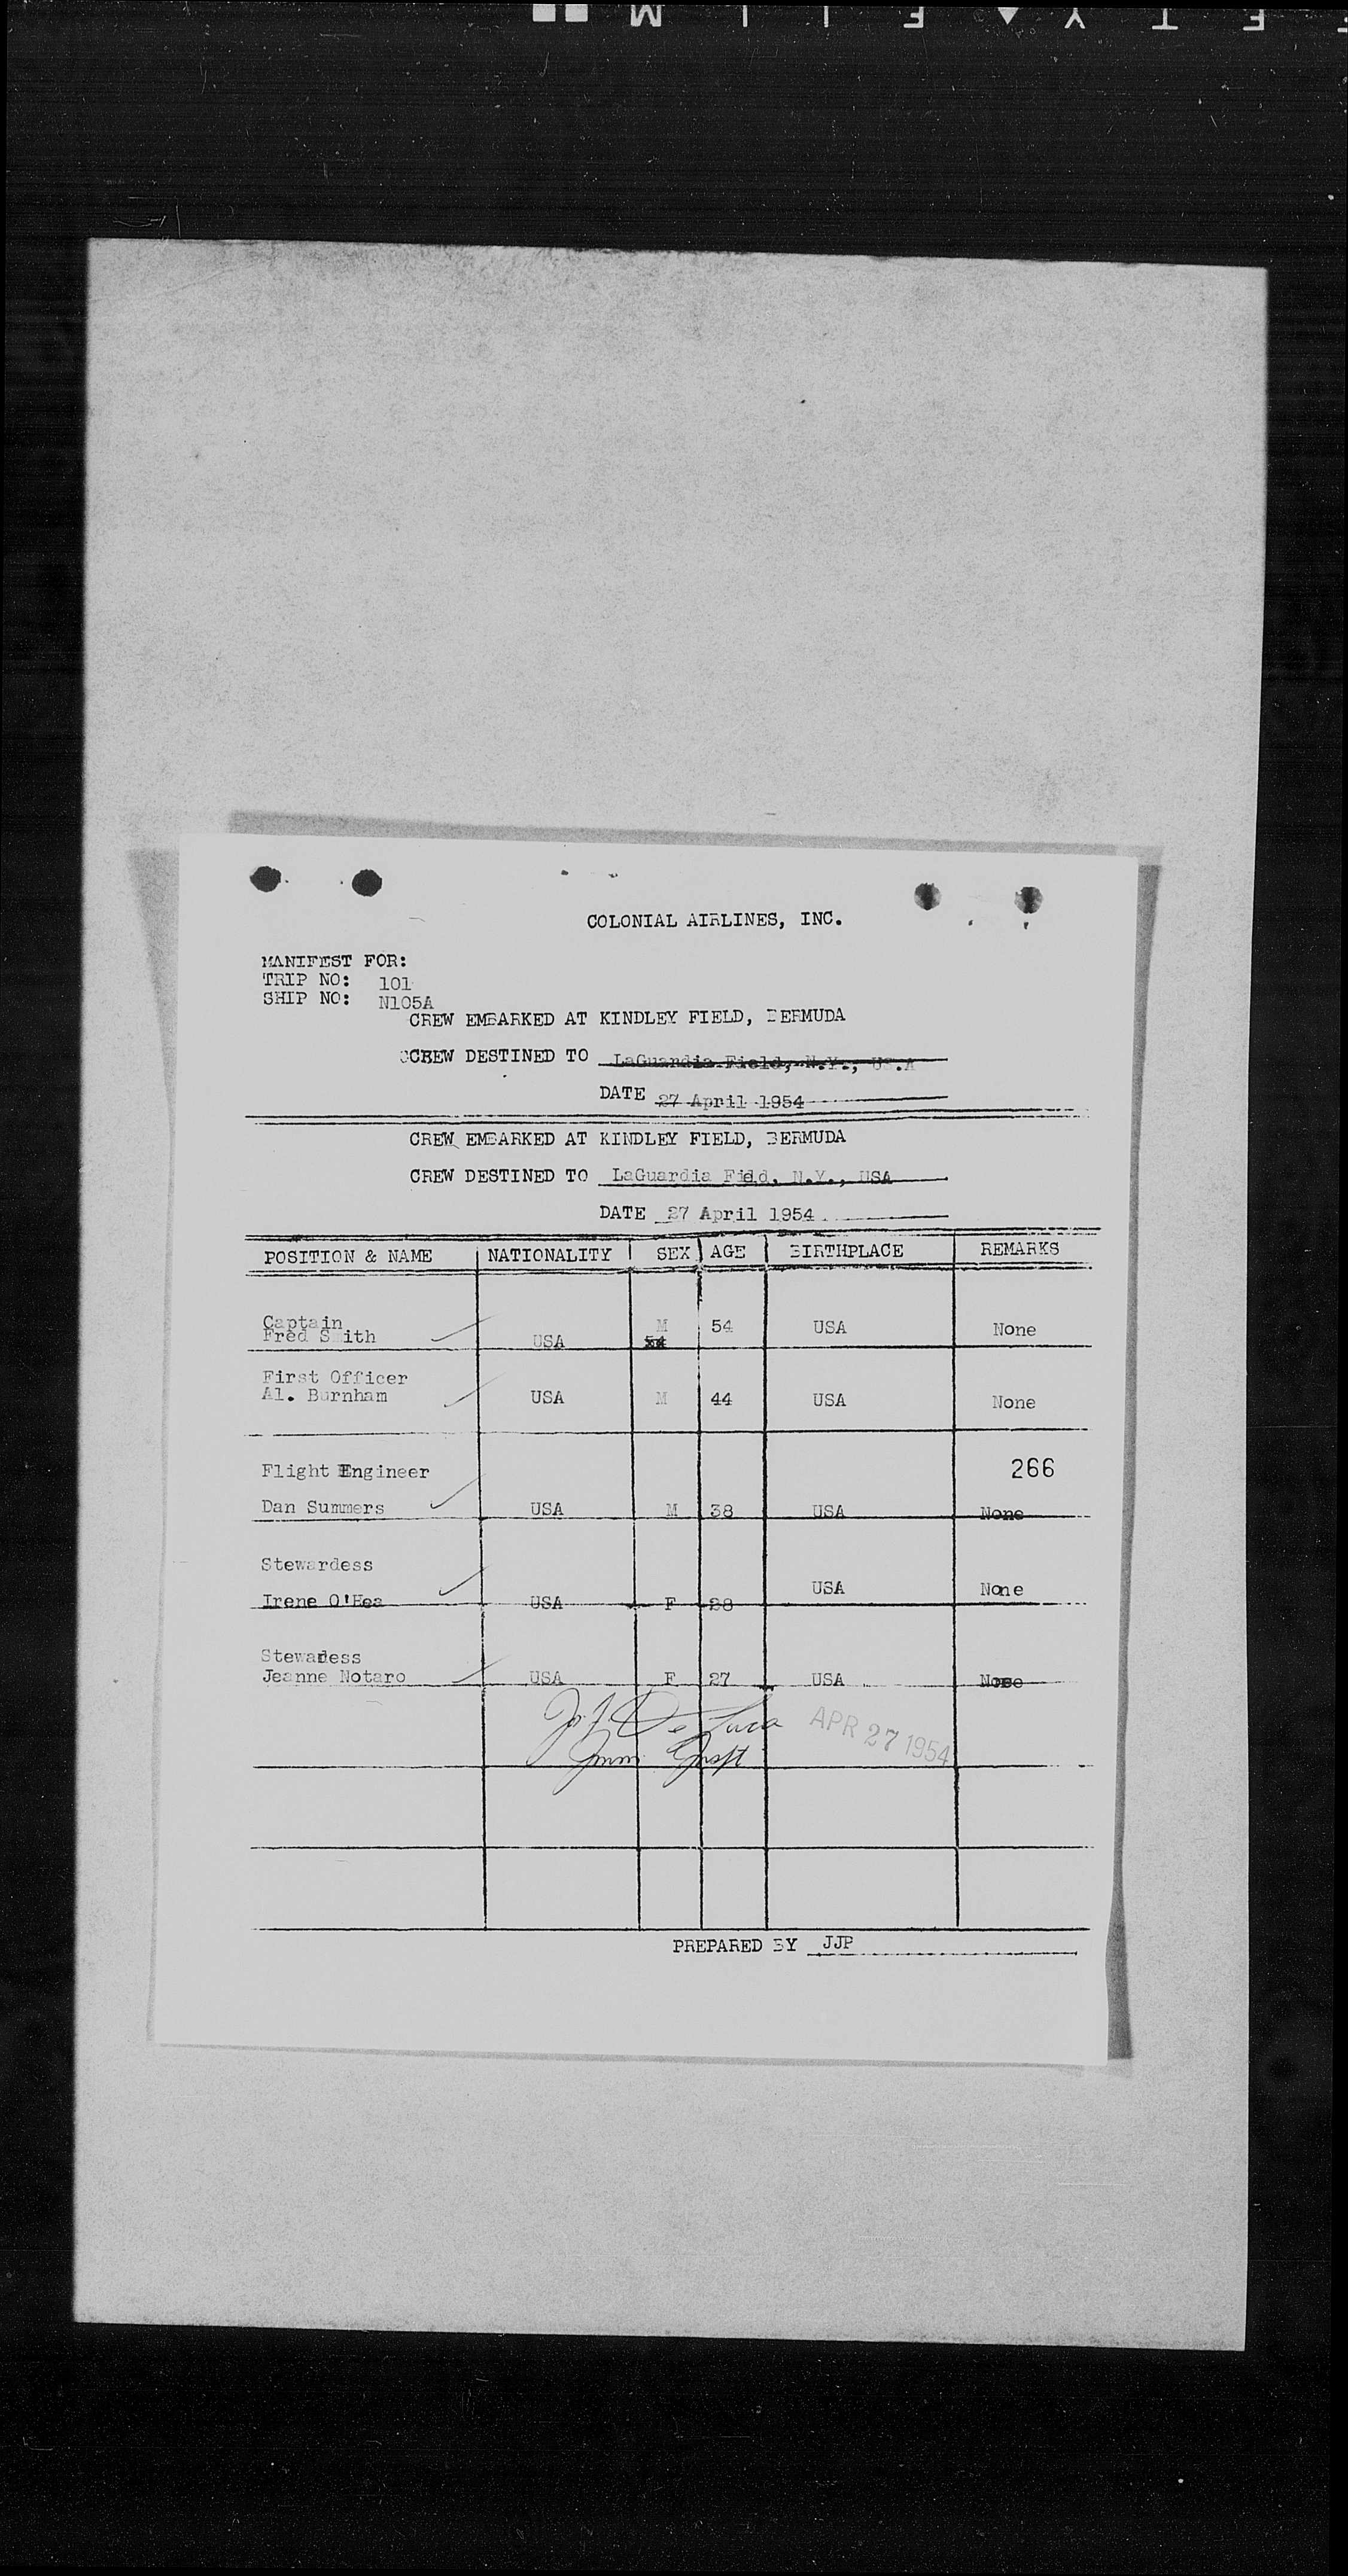 COLONIAL AIRLINES, INC.
MANIFEST FOR:
TRIP NO: 101
SHIP NO: N105A
CREW EMBARKED AT KINDLEY FIELD, BERMUDA
CREW DESTINED TO LaGuardia Field, N.Y., US.A
DATE 27 April 1954
CREW EMBARKED AT KINDLEY FIELD, BERMUDA
CREW DESTINED TO LaGuardia Field, N.Y., USA
DATE 27 April 1954
POSITION & NAME NATIONALITY SEX AGE BIRTHPLACE REMARKS
Captain
Fred Smith USA M 54 USA None
First Officer
Al. Burnham USA M 44 USA None
Flight Engineer 266
Dan Summers USA M 38 USA None
Stewardess
Irene O'Hea USA F 28 USA None
Stewadess
Jeanne Notaro USA F 27 USA None
APR 27 1954
PREPARED BY JJP